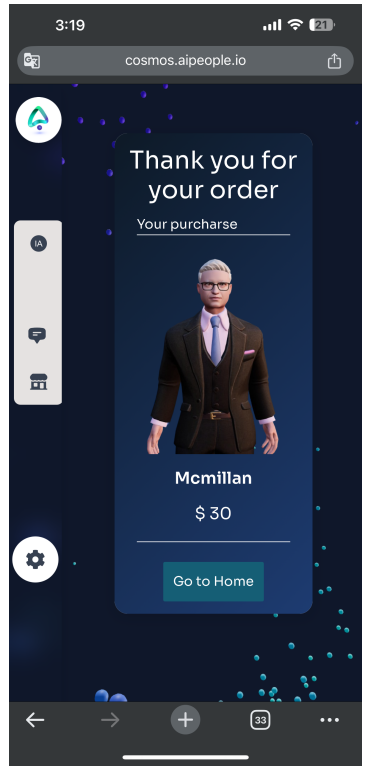 3:19
21
cosmos.aipeople.io
Thank you for
your order
Your purcharse
IA
Mcmillan
$ 30
Go to Home
33